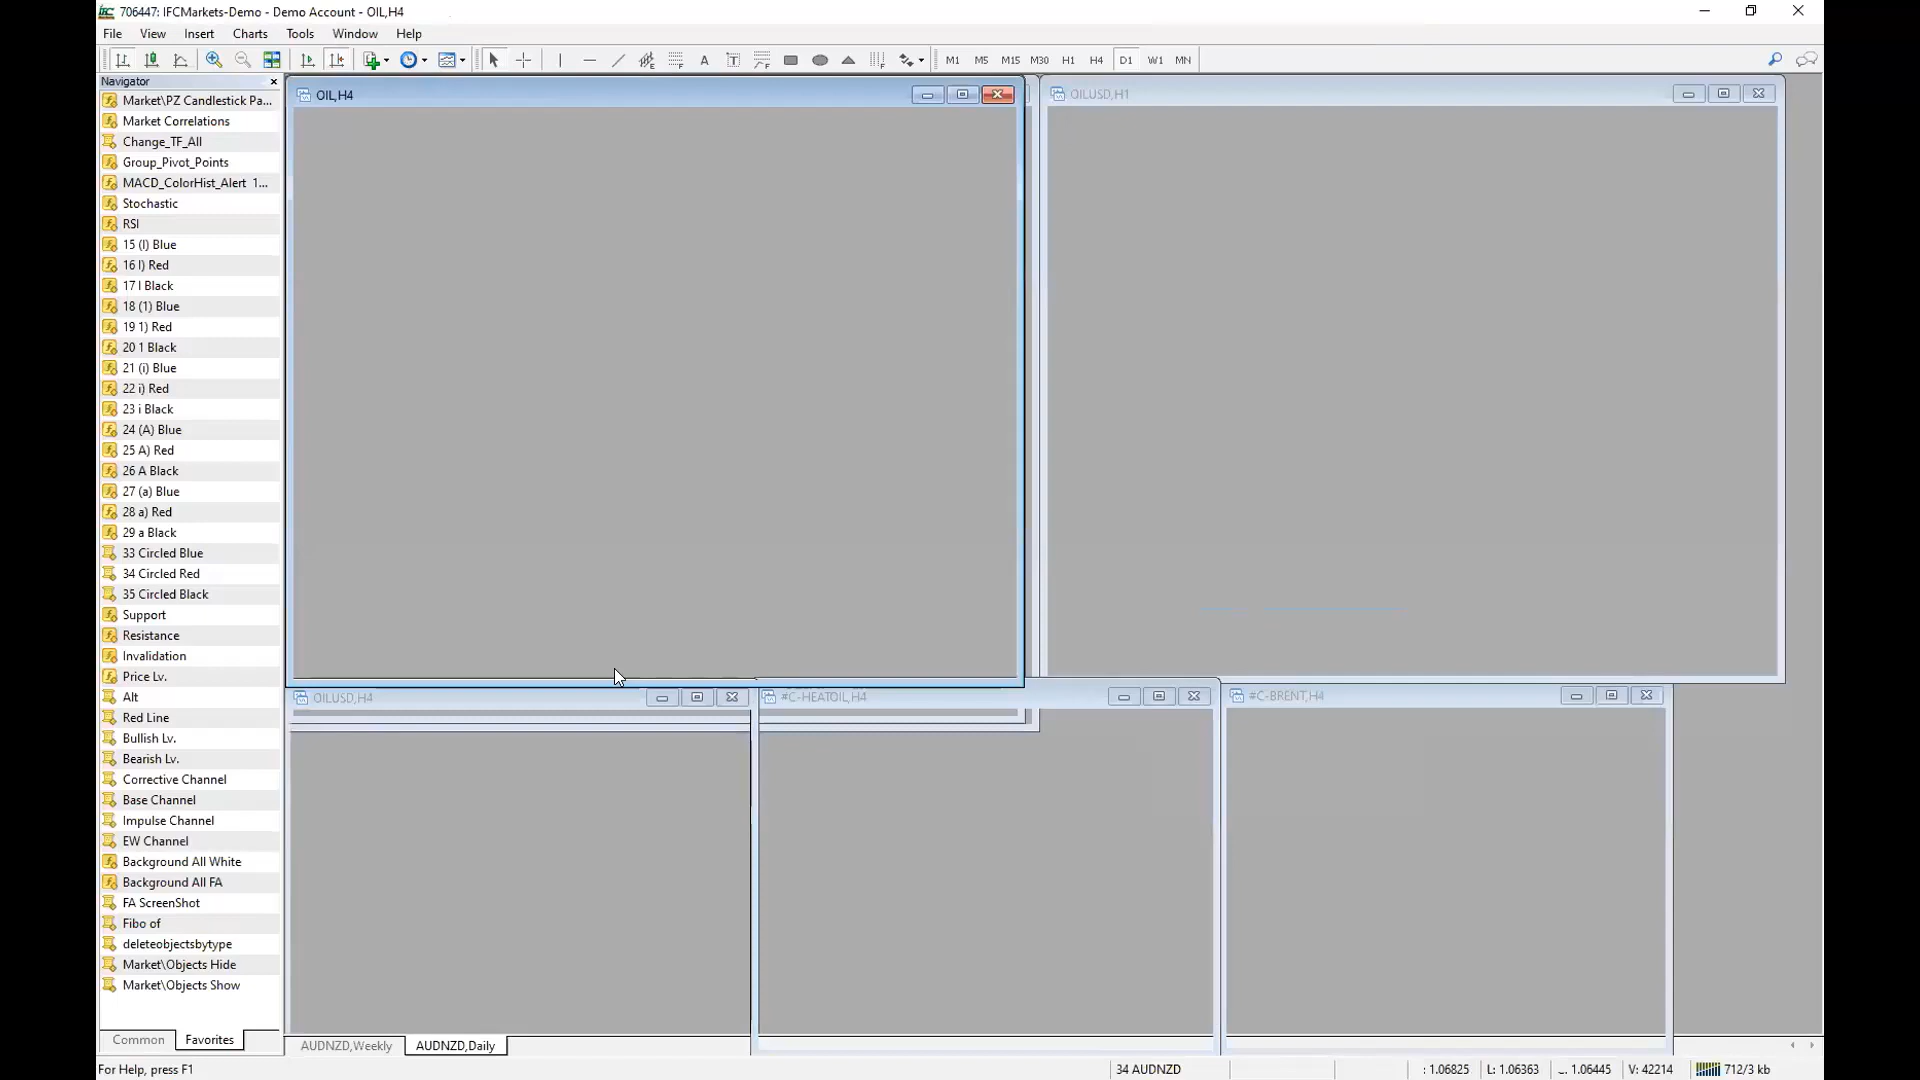 706447: IFCMarkets-Demo - Demo Account - OIL,H4
File View Insert Charts Tools Window Help
M1 M5 M15 M30 H1 H4 D1 W1 MN
Navigator
Market\PZ Candlestick Pa...
Market Correlations
Change_TF_All
Group_Pivot_Points
MACD_ColorHist_Alert 1...
Stochastic
RSI
15 (I) Blue
16 I) Red
17 I Black
18 (1) Blue
19 1) Red
20 1 Black
21 (i) Blue
22 i) Red
23 i Black
24 (A) Blue
25 A) Red
26 A Black
27 (a) Blue
28 a) Red
29 a Black
33 Circled Blue
34 Circled Red
35 Circled Black
Support
Resistance
Invalidation
Price Lv.
Alt
Red Line
Bullish Lv.
Bearish Lv.
Corrective Channel
Base Channel
Impulse Channel
EW Channel
Background All White
Background All FA
FA ScreenShot
Fibo of
deleteobjectsbytype
Market\Objects Hide
Market\Objects Show
Common Favorites
OIL,H4
OILUSD,H1
OILUSD,H4
#C-HEATOIL,H4
#C-BRENT,H4
AUDNZD,Weekly AUDNZD,Daily
For Help, press F1
34 AUDNZD
: 1.06825 L: 1.06363 1.06445 V: 42214 712/3 kb